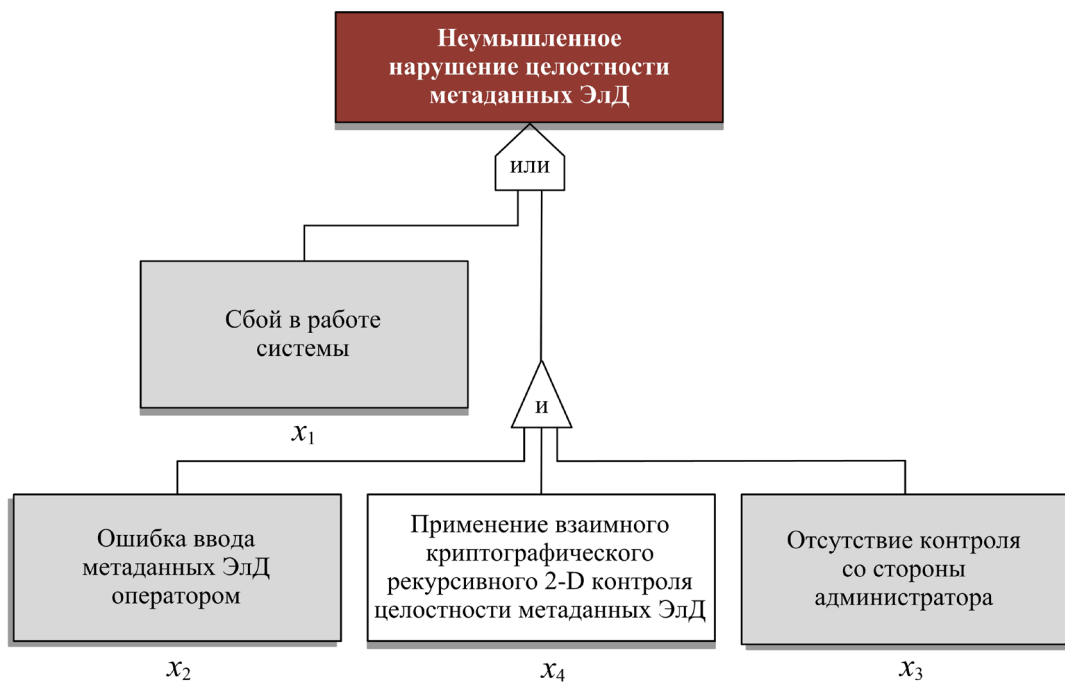 Неумышленное
нарушение целостности
метаданных ЭлД
или
Сбой в работе
системы
x₁
и
Ошибка ввода
метаданных ЭлД
оператором
x₂
Применение взаимного
криптографического
рекурсивного 2-D контроля
целостности метаданных ЭлД
x₄
Отсутствие контроля
со стороны
администратора
x₃